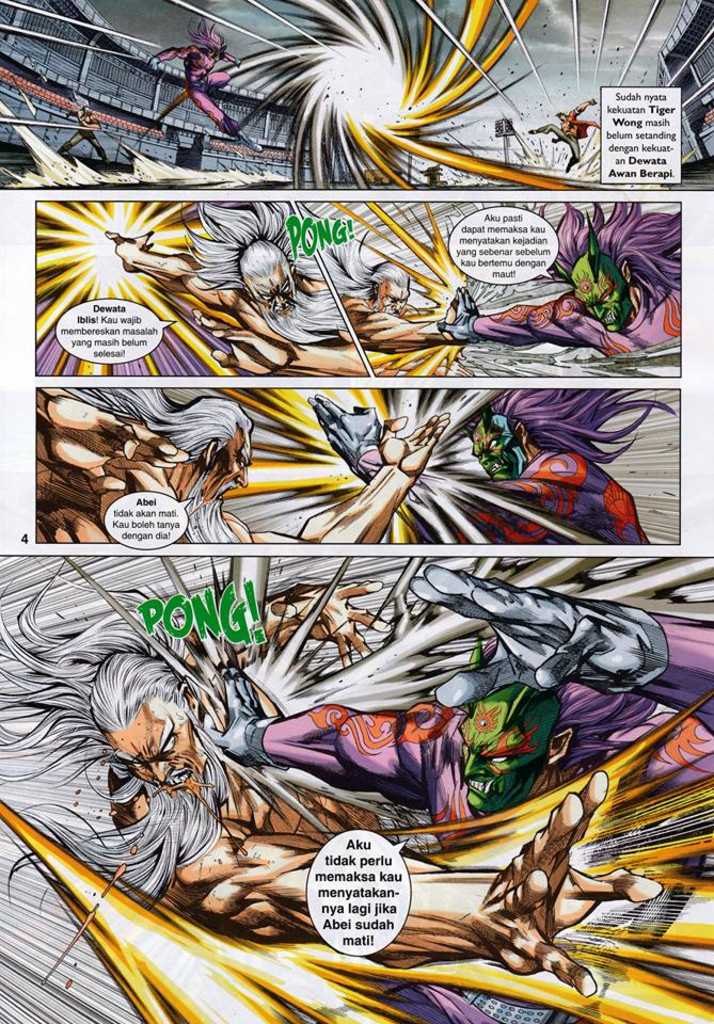 Sudah nyata
kekuatan Tiger
Wong masih
belum setanding
dengan kekuat-
an Dewata
Awan Berapi.
PONG!
Aku pasti
dapat memaksa kamu
menyatakan kejadian
yang sebenar sebelum
kau bertemu dengan
maut!
Dewata
Iblis! Kau wajib
membereskan masalah
yang masih belum
selesai!
Abei
tidak akan mati.
Kau boleh tanya
dengan dia!
4
PONG!
Aku
tidak perlu
memaksa kau
menyatakan-
nya lagi jika
Abei sudah
mati!